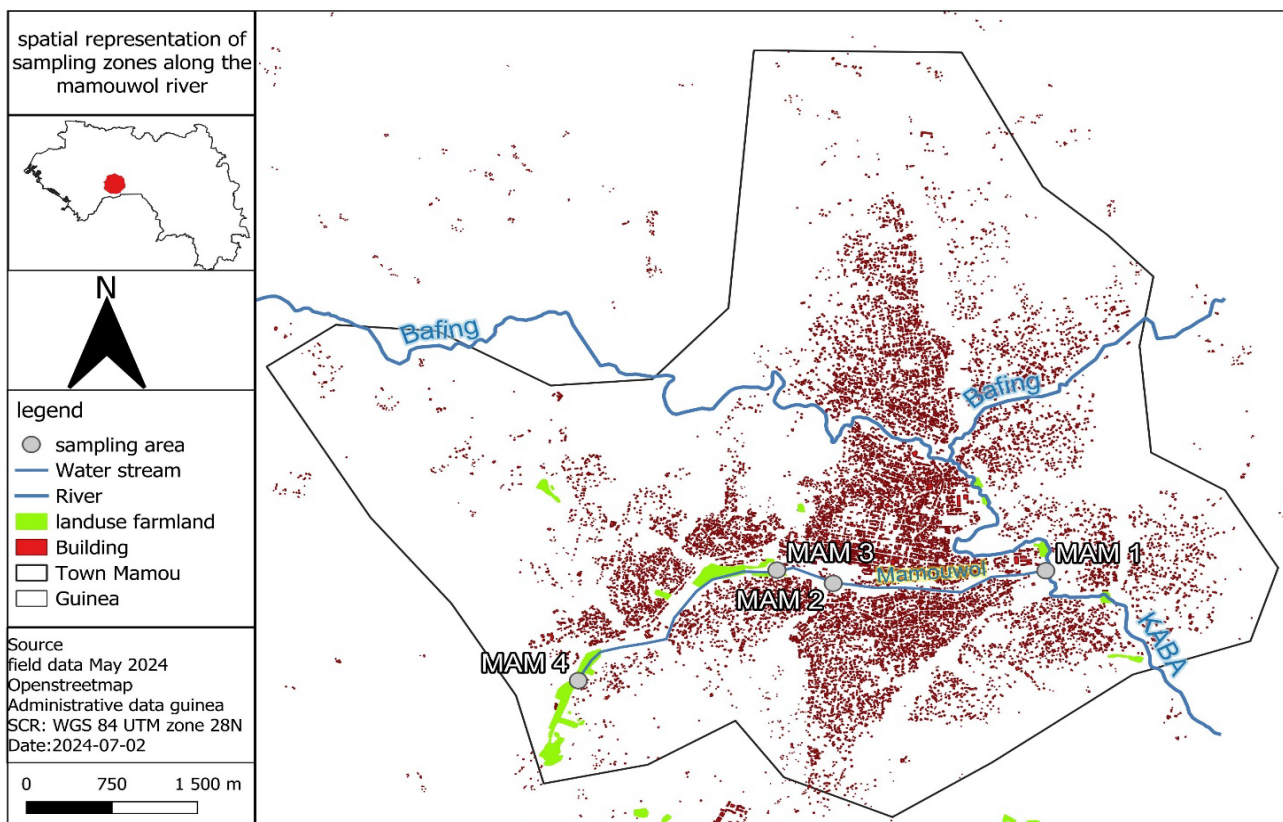 spatial representation of
sampling zones along the
mamouwol river
N
legend
sampling area
Water stream
River
landuse farmland
Building
Town Mamou
Guinea
Source
field data May 2024
Openstreetmap
Administrative data guinea
SCR: WGS 84 UTM zone 28N
Date:2024-07-02
0 750 1 500 m
Bafing
Bafing
MAM 3
MAM 1
Mamouwol
MAM 2
KABA
MAM 4